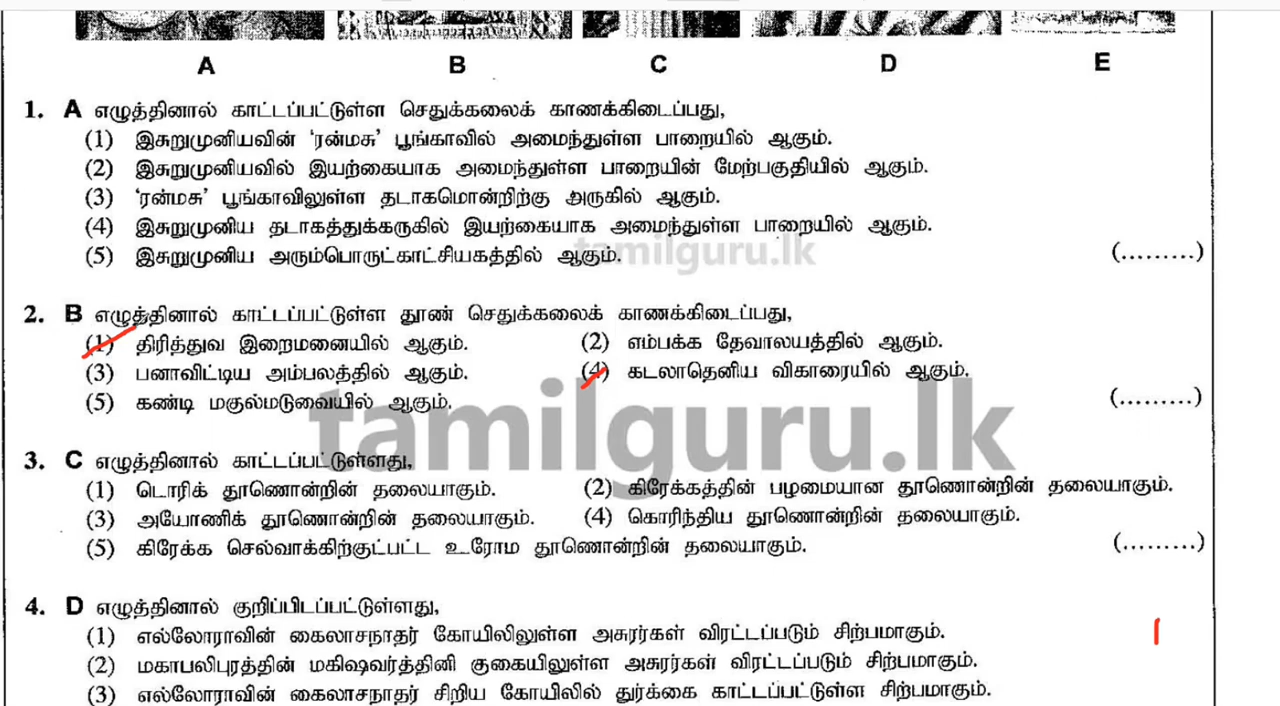 A B C D E
1. A எழுத்தினால் காட்டப்பட்டுள்ள செதுக்கலைக் காணக்கிடைப்பது,
(1) இசுறுமுனியவின் ‘ரன்மசு’ பூங்காவில் அமைந்துள்ள பாறையில் ஆகும்.
(2) இசுறுமுனியவில் இயற்கையாக அமைந்துள்ள பாறையின் மேற்பகுதியில் ஆகும்.
(3) ‘ரன்மசு’ பூங்காவிலுள்ள தடாகமொன்றிற்கு அருகில் ஆகும்.
(4) இசுறுமுனிய தடாகத்துக்கருகில் இயற்கையாக அமைந்துள்ள பாறையில் ஆகும்.
(5) இசுறுமுனிய அரும்பொருட்காட்சியகத்தில் ஆகும். (.........)
tamilguru.lk
2. B எழுத்தினால் காட்டப்பட்டுள்ள தூண் செதுக்கலைக் காணக்கிடைப்பது,
(1) திரித்துவ இறைமனையில் ஆகும். (2) எம்பக்க தேவாலயத்தில் ஆகும்.
(3) பனாவிட்டிய அம்பலத்தில் ஆகும். (4) கடலாதெனிய விகாரையில் ஆகும்.
(5) கண்டி மகுல்மடுவையில் ஆகும். (.........)
tamilguru.lk
3. C எழுத்தினால் காட்டப்பட்டுள்ளது,
(1) டொரிக் தூணொன்றின் தலையாகும். (2) கிரேக்கத்தின் பழமையான தூணொன்றின் தலையாகும்.
(3) அயோணிக் தூணொன்றின் தலையாகும். (4) கொரிந்திய தூணொன்றின் தலையாகும்.
(5) கிரேக்க செல்வாக்கிற்குட்பட்ட உரோம தூணொன்றின் தலையாகும். (.........)
4. D எழுத்தினால் குறிப்பிடப்பட்டுள்ளது,
(1) எல்லோராவின் கைலாசநாதர் கோயிலிலுள்ள அசுரர்கள் விரட்டப்படும் சிற்பமாகும்.
(2) மகாபலிபுரத்தின் மகிஷவர்த்தினி குகையிலுள்ள அசுரர்கள் விரட்டப்படும் சிற்பமாகும்.
(3) எல்லோராவின் கைலாசநாதர் சிறிய கோயிலில் துர்க்கை காட்டப்பட்டுள்ள சிற்பமாகும்.